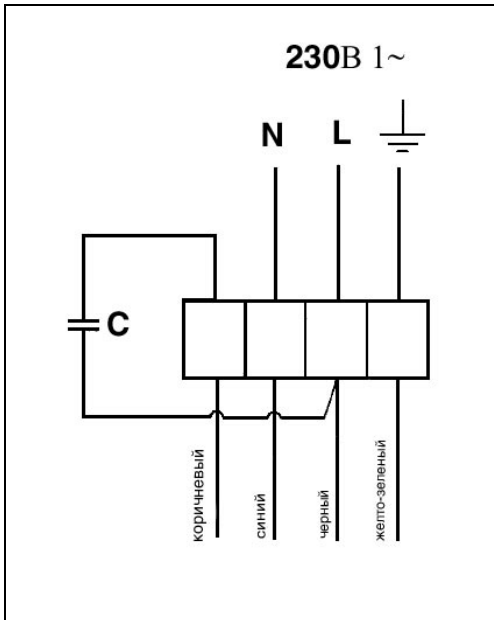 230В 1~
N L
C
коричневый
синий
черный
желто-зеленый